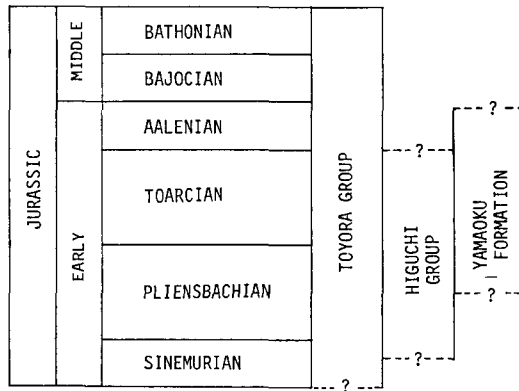 JURASSIC
MIDDLE
EARLY
BATHONIAN
BAJOCIAN
AALENIAN
TOARCIAN
PLIENSBACHIAN
SINEMURIAN
TOYORA GROUP
?
?
HIGUCHI
GROUP
?
?
YAMAOKU
FORMATION
?